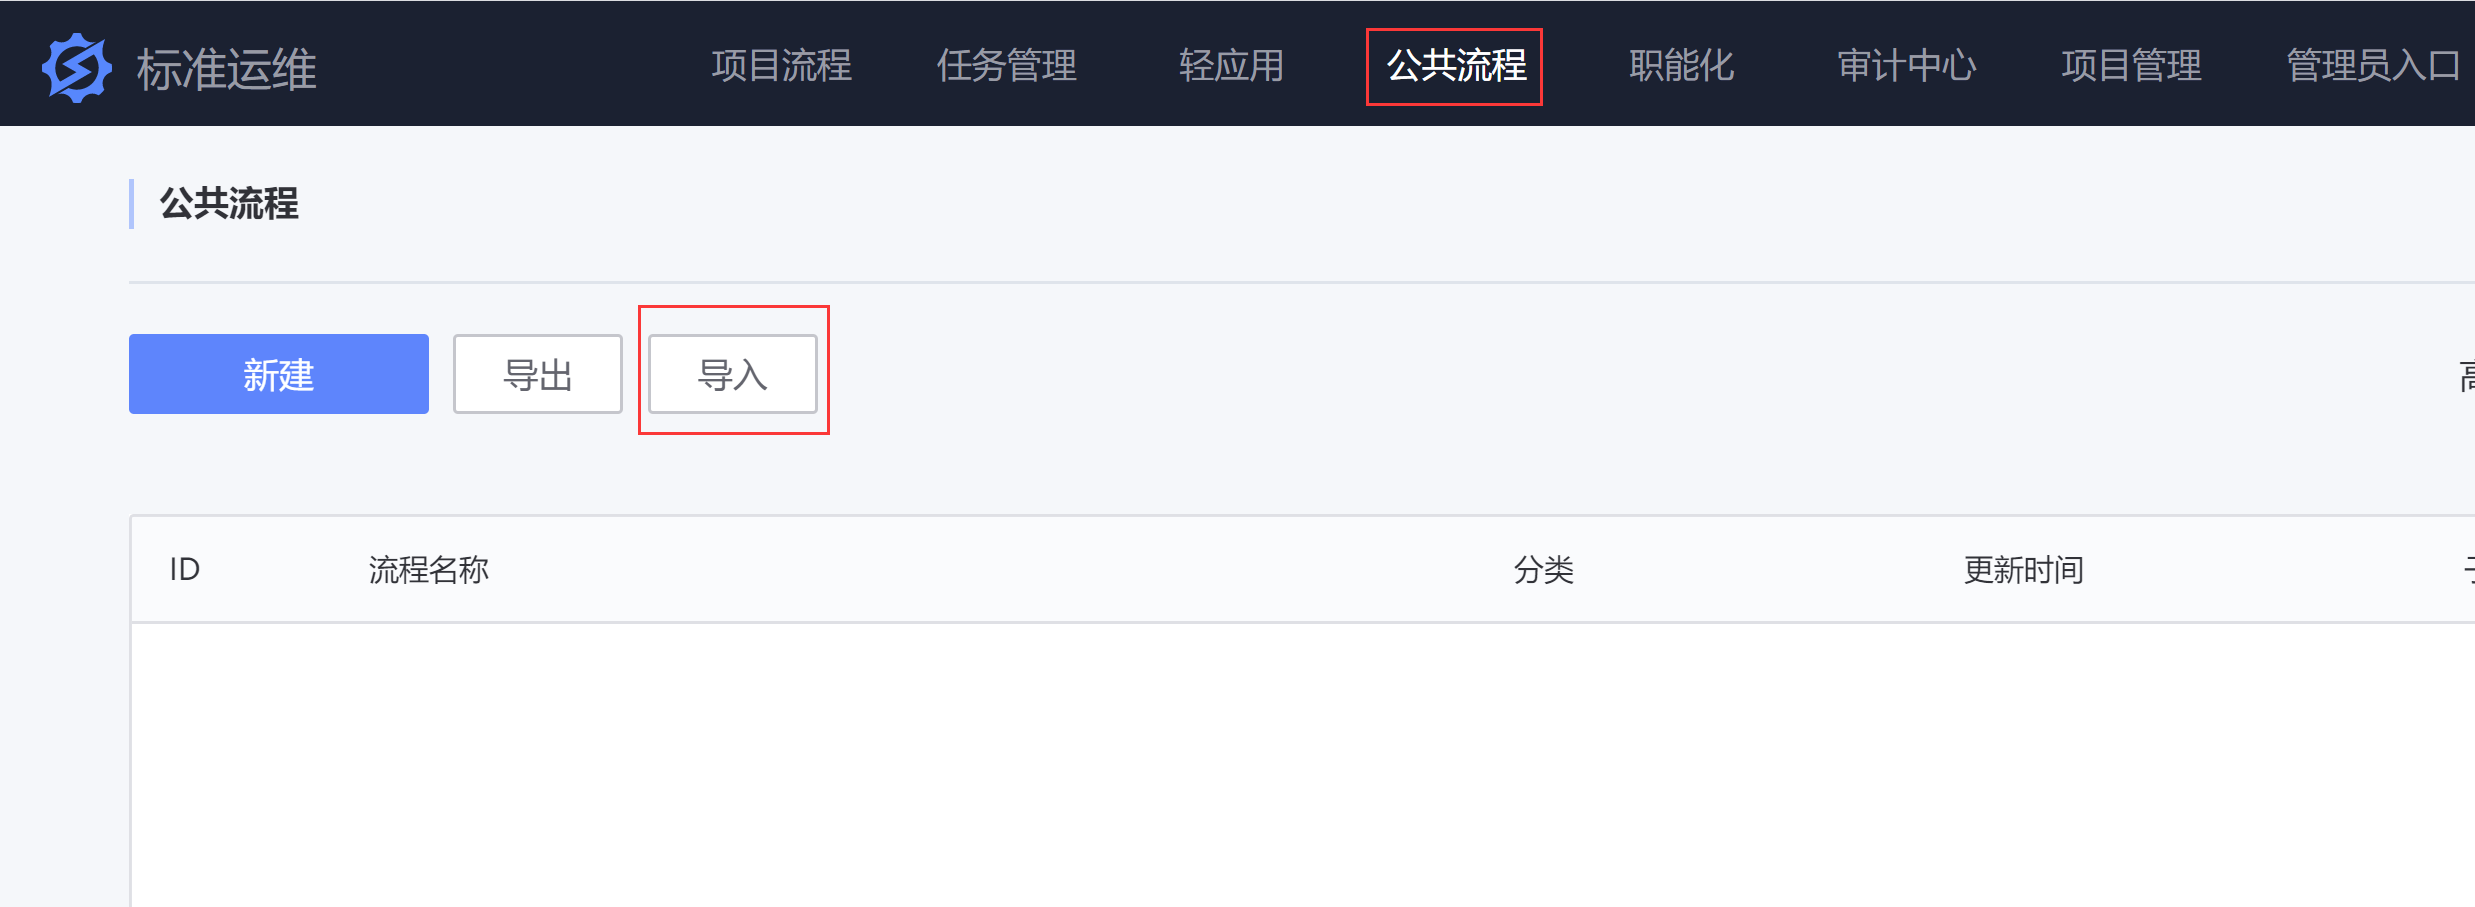 标准运维 项目流程 任务管理 轻应用 公共流程 职能化 审计中心 项目管理 管理员入口
公共流程
新建 导出 导入
ID 流程名称 分类 更新时间